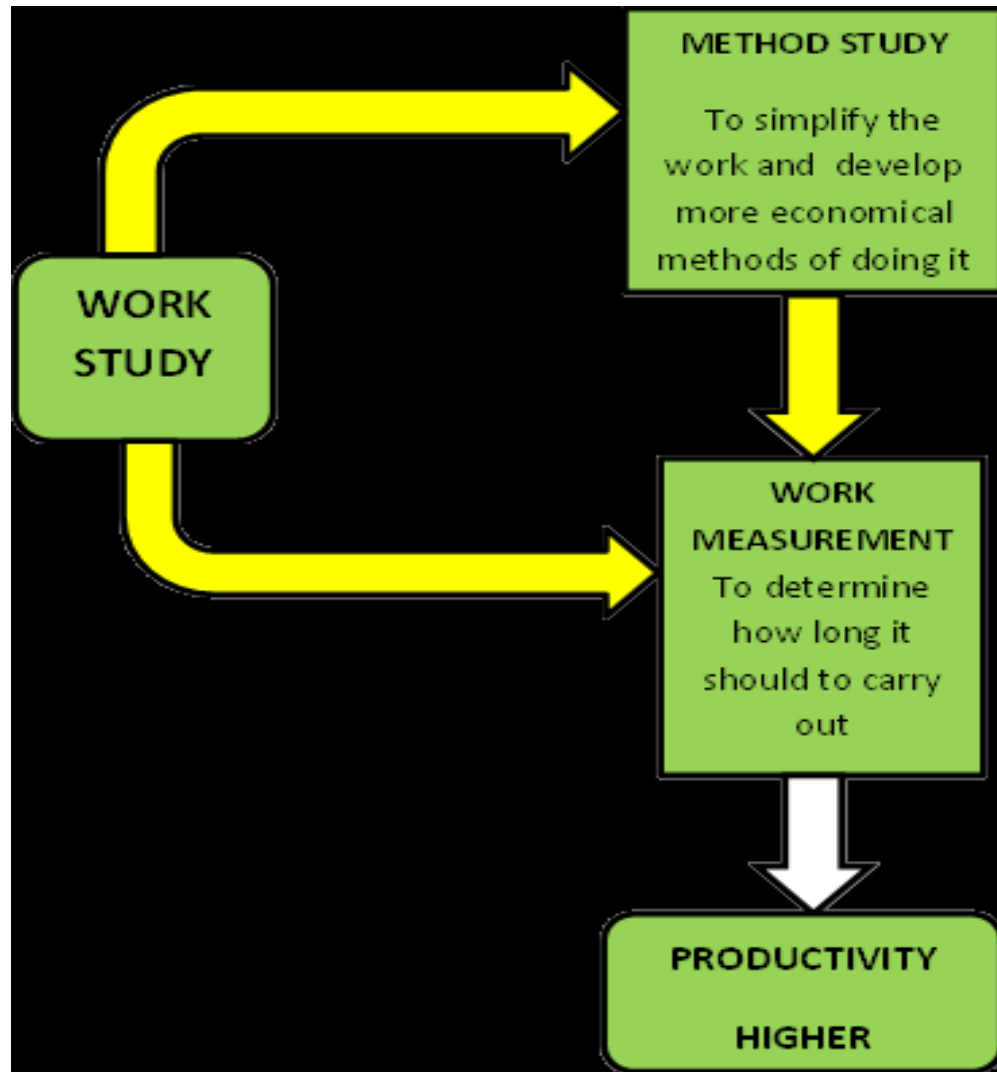 METHOD STUDY
To simplify the
work and develop
more economical
methods of doing it
WORK
STUDY
WORK
MEASUREMENT
To determine
how long it
should to carry
out
PRODUCTIVITY
HIGHER